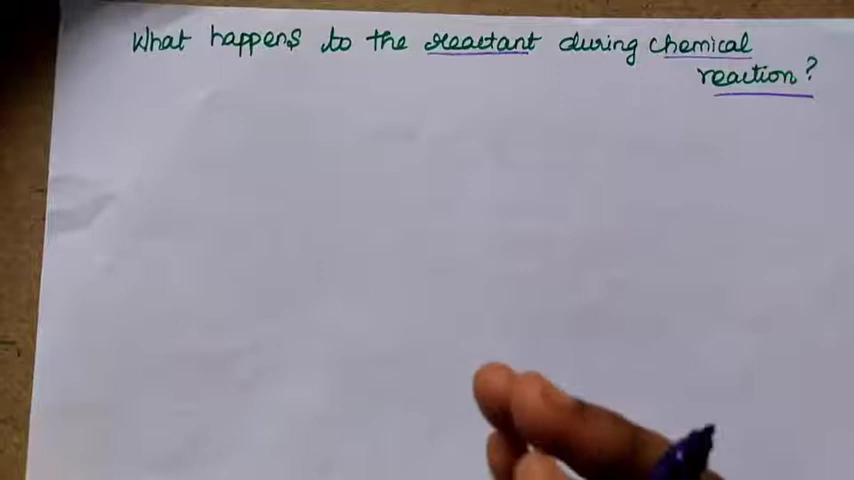 What happens to the reactant during chemical
reaction?